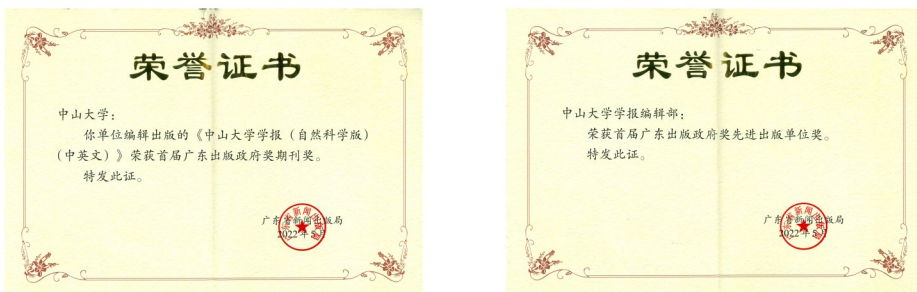 荣誉证书
中山大学：
你单位编辑出版的《中山大学学报（自然科学版）
（中英文）》荣获首届广东出版政府奖期刊奖。
特发此证。
广东省新闻出版局
2022年5月
荣誉证书
中山大学学报编辑部：
荣获首届广东出版政府奖先进出版单位奖。
特发此证。
广东省新闻出版局
2022年5月